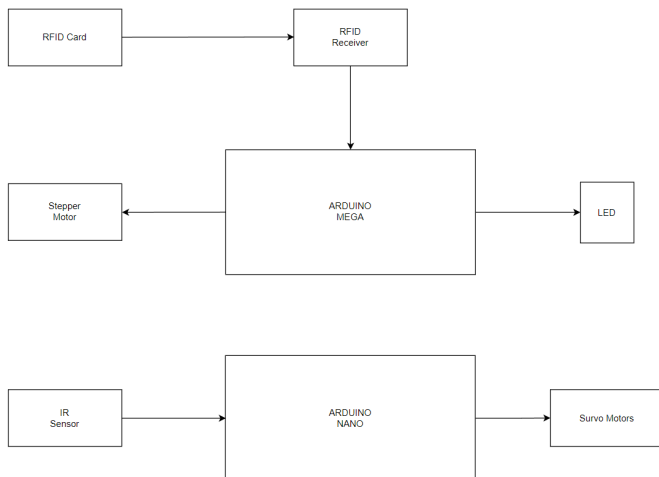 RFID Card
RFID
Receiver
Stepper
Motor
ARDUINO
MEGA
LED
IR
Sensor
ARDUINO
NANO
Survo Motors